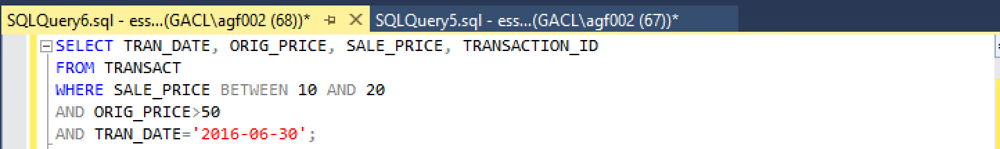 SQLQuery6.sql - ess...(GACL\agf002 (68))* SQLQuery5.sql - ess...(GACL\agf002 (67))*
SELECT TRAN_DATE, ORIG_PRICE, SALE_PRICE, TRANSACTION_ID
FROM TRANSACT
WHERE SALE_PRICE BETWEEN 10 AND 20
AND ORIG_PRICE>50
AND TRAN_DATE='2016-06-30';